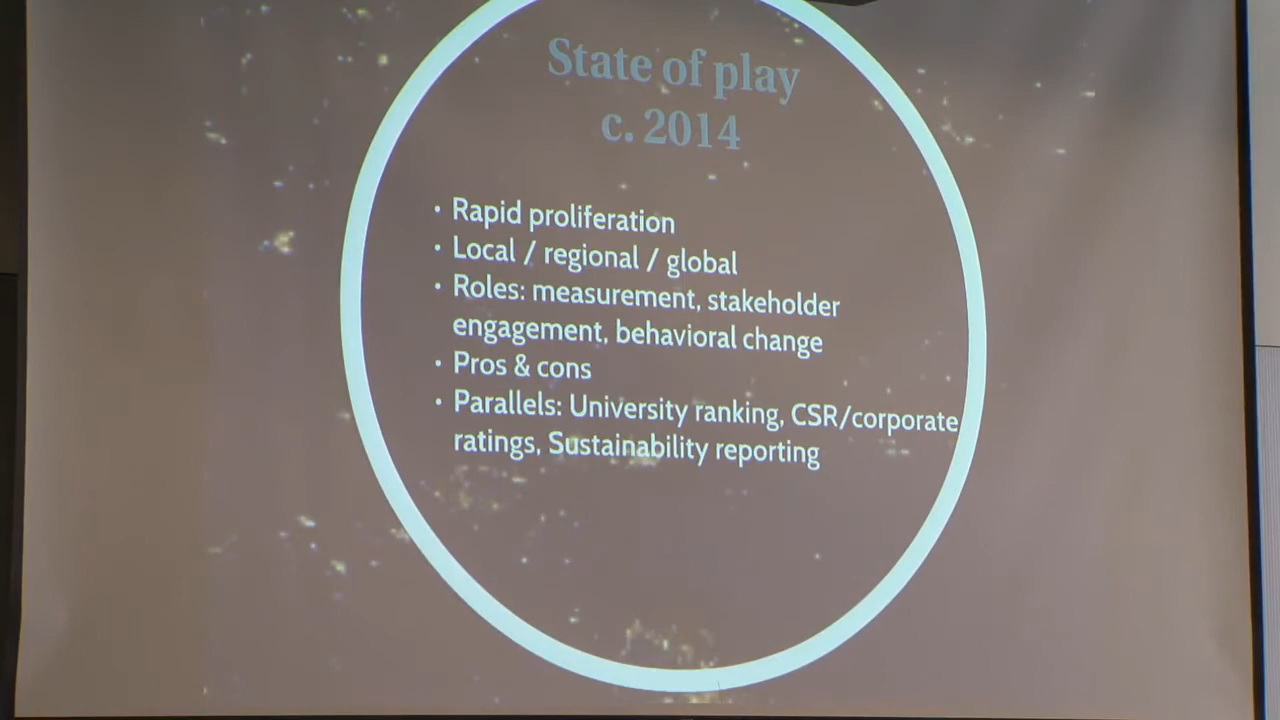 State of play
c. 2014
• Rapid proliferation
• Local / regional / global
• Roles: measurement, stakeholder
engagement, behavioral change
• Pros & cons
• Parallels: University ranking, CSR/corporate
ratings, Sustainability reporting